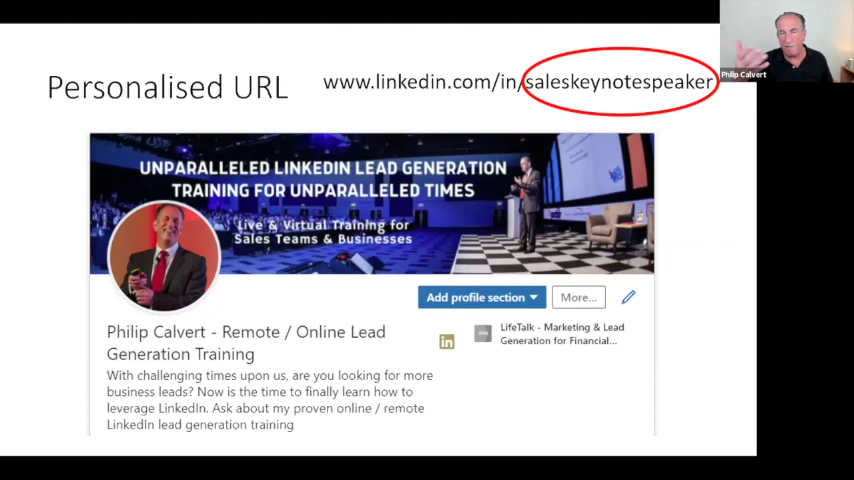 Personalised URL
www.linkedin.com/in/saleskeynotespeaker
Philip Calvert
UNPARALLELED LINKEDIN LEAD GENERATION
TRAINING FOR UNPARALLELED TIMES
Live & Virtual Training for
Sales Teams & Businesses
Add profile section
More...
Philip Calvert - Remote / Online Lead
Generation Training
in
LifeTalk - Marketing & Lead
Generation for Financial...
With challenging times upon us, are you looking for more
business leads? Now is the time to finally learn how to
leverage LinkedIn. Ask about my proven online / remote
LinkedIn lead generation training